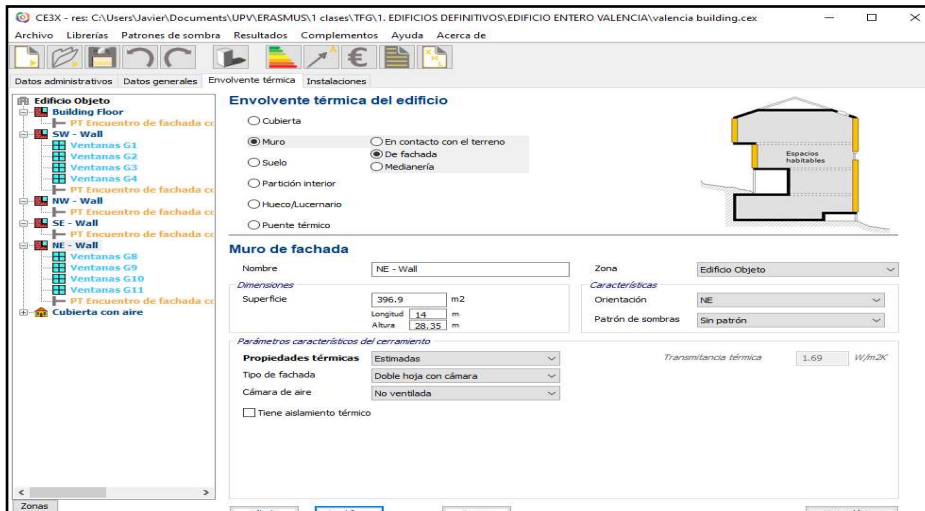 CE3X - res: C:\Users\Javier\Documents\UPV\ERASMUS\1 clases\TFG\1. EDIFICIOS DEFINITIVOS\EDIFICIO ENTERO VALENCIA\valencia building.cex
Archivo Librerías Patrones de sombra Resultados Complementos Ayuda Acerca de
Datos administrativos Datos generales Envolvente térmica Instalaciones
Edificio Objeto
Building Floor
PT Encuentro de fachada co
SW - Wall
Ventanas G1
Ventanas G2
Ventanas G3
Ventanas G4
PT Encuentro de fachada co
NW - Wall
PT Encuentro de fachada co
SE - Wall
PT Encuentro de fachada co
NE - Wall
Ventanas G8
Ventanas G9
Ventanas G10
Ventanas G11
PT Encuentro de fachada co
Cubierta con aire
Zonas
Envolvente térmica del edificio
Cubierta
Muro
En contacto con el terreno
De fachada
Medianería
Suelo
Partición interior
Hueco/Lucernario
Puente térmico
Espacios
habitables
Muro de fachada
Nombre NE - Wall Zona Edificio Objeto
Dimensiones Características
Superficie 396.9 m2 Orientación NE
Longitud 14 m
Altura 28.35 m
Patrón de sombras Sin patrón
Parámetros característicos del cerramiento
Propiedades térmicas Estimadas Transmitancia térmica 1.69 W/m2K
Tipo de fachada Doble hoja con cámara
Cámara de aire No ventilada
Tiene aislamiento térmico